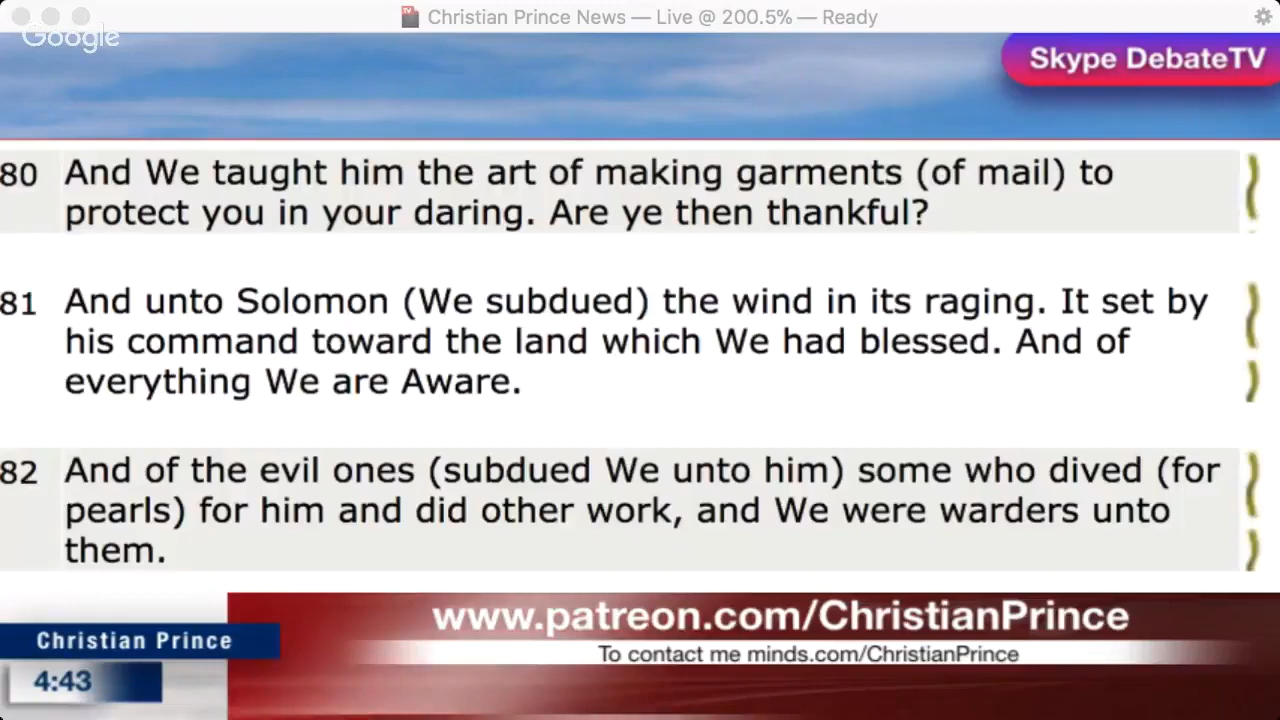 Christian Prince News — Live @ 200.5% — Ready
Google
Skype DebateTV
80 And We taught him the art of making garments (of mail) to
protect you in your daring. Are ye then thankful?
81 And unto Solomon (We subdued) the wind in its raging. It set by
his command toward the land which We had blessed. And of
everything We are Aware.
82 And of the evil ones (subdued We unto him) some who dived (for
pearls) for him and did other work, and We were warders unto
them.
www.patreon.com/ChristianPrince
Christian Prince
To contact me minds.com/ChristianPrince
4:43